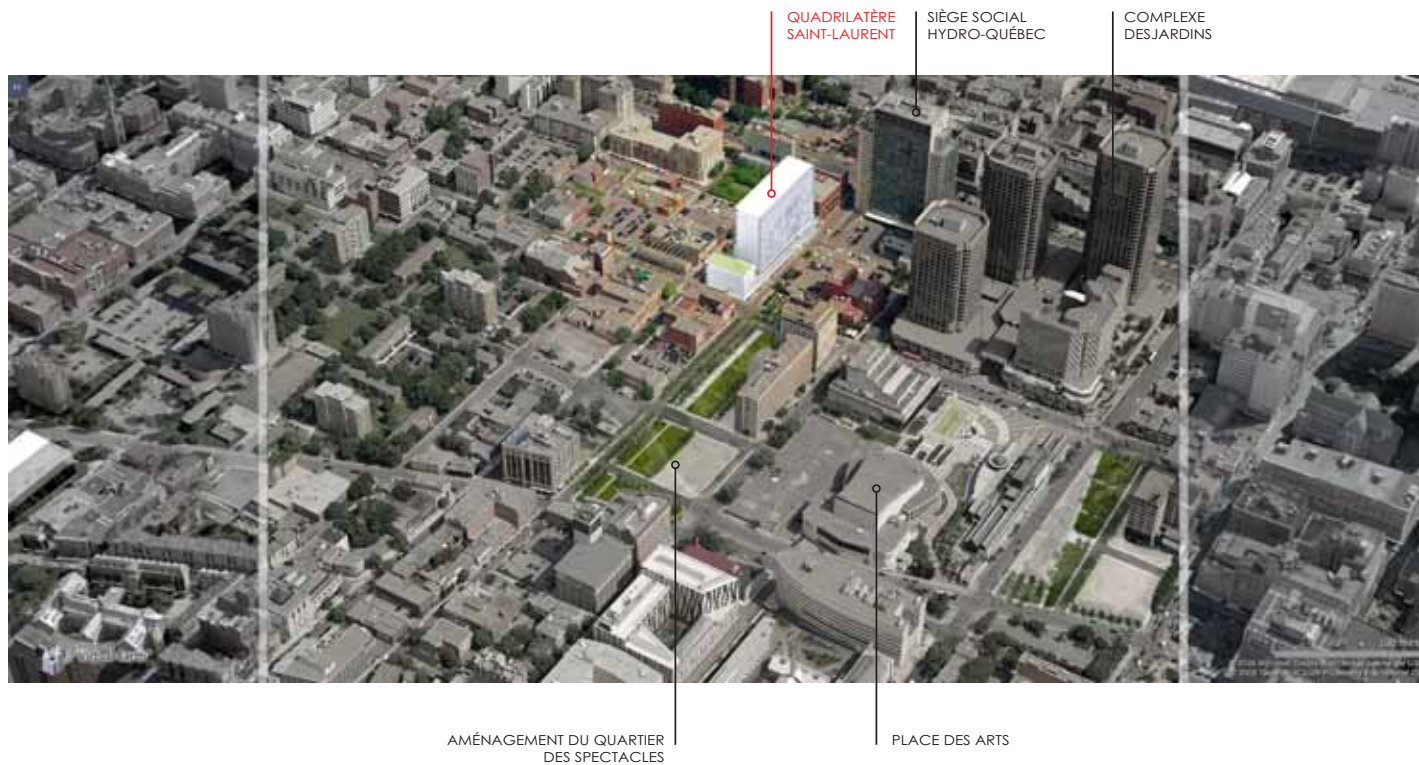 QUADRILATÈRE
SAINT-LAURENT
SIÈGE SOCIAL
HYDRO-QUÉBEC
COMPLEXE
DESJARDINS
AMÉNAGEMENT DU QUARTIER
DES SPECTACLES
PLACE DES ARTS